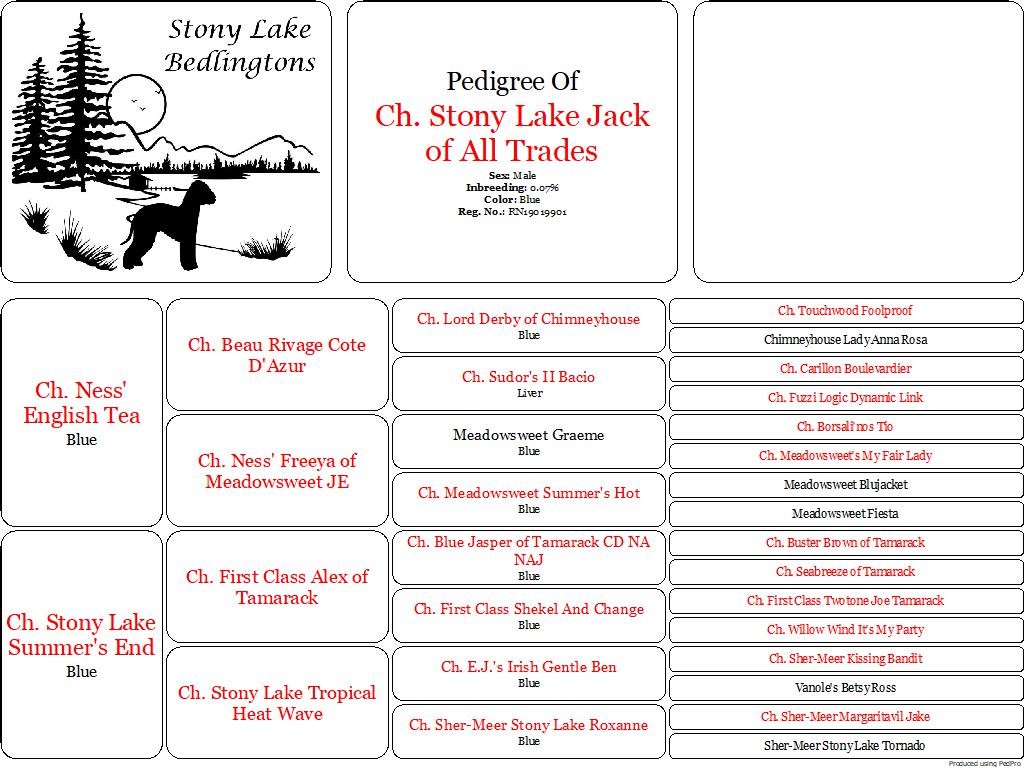 Stony Lake
Bedlingtons
Pedigree Of
Ch. Stony Lake Jack
of All Trades
Sex: Male
Inbreeding: 0.07%
Color: Blue
Reg. No.: RN19019901
Ch. Ness'
English Tea
Blue
Ch. Stony Lake
Summer's End
Blue
Ch. Beau Rivage Cote
D'Azur
Ch. Ness' Freeya of
Meadowsweet JE
Ch. First Class Alex of
Tamarack
Ch. Stony Lake Tropical
Heat Wave
Ch. Lord Derby of Chimneyhouse
Blue
Ch. Sudor's II Bacio
Liver
Meadowsweet Graeme
Blue
Ch. Meadowsweet Summer's Hot
Blue
Ch. Blue Jasper of Tamarack CD NA
NAJ
Blue
Ch. First Class Shekel And Change
Blue
Ch. E.J.'s Irish Gentle Ben
Blue
Ch. Sher-Meer Stony Lake Roxanne
Blue
Ch. Touchwood Foolproof
Chimneyhouse Lady Anna Rosa
Ch. Carillon Boulevardier
Ch. Fuzzi Logic Dynamic Link
Ch. Borsali'nos Tio
Ch. Meadowsweet's My Fair Lady
Meadowsweet Blujacket
Meadowsweet Fiesta
Ch. Buster Brown of Tamarack
Ch. Seabreeze of Tamarack
Ch. First Class Twotone Joe Tamarack
Ch. Willow Wind It's My Party
Ch. Sher-Meer Kissing Bandit
Vanole's Betsy Ross
Ch. Sher-Meer Margaritavil Jake
Sher-Meer Stony Lake Tornado
Produced using PedPro